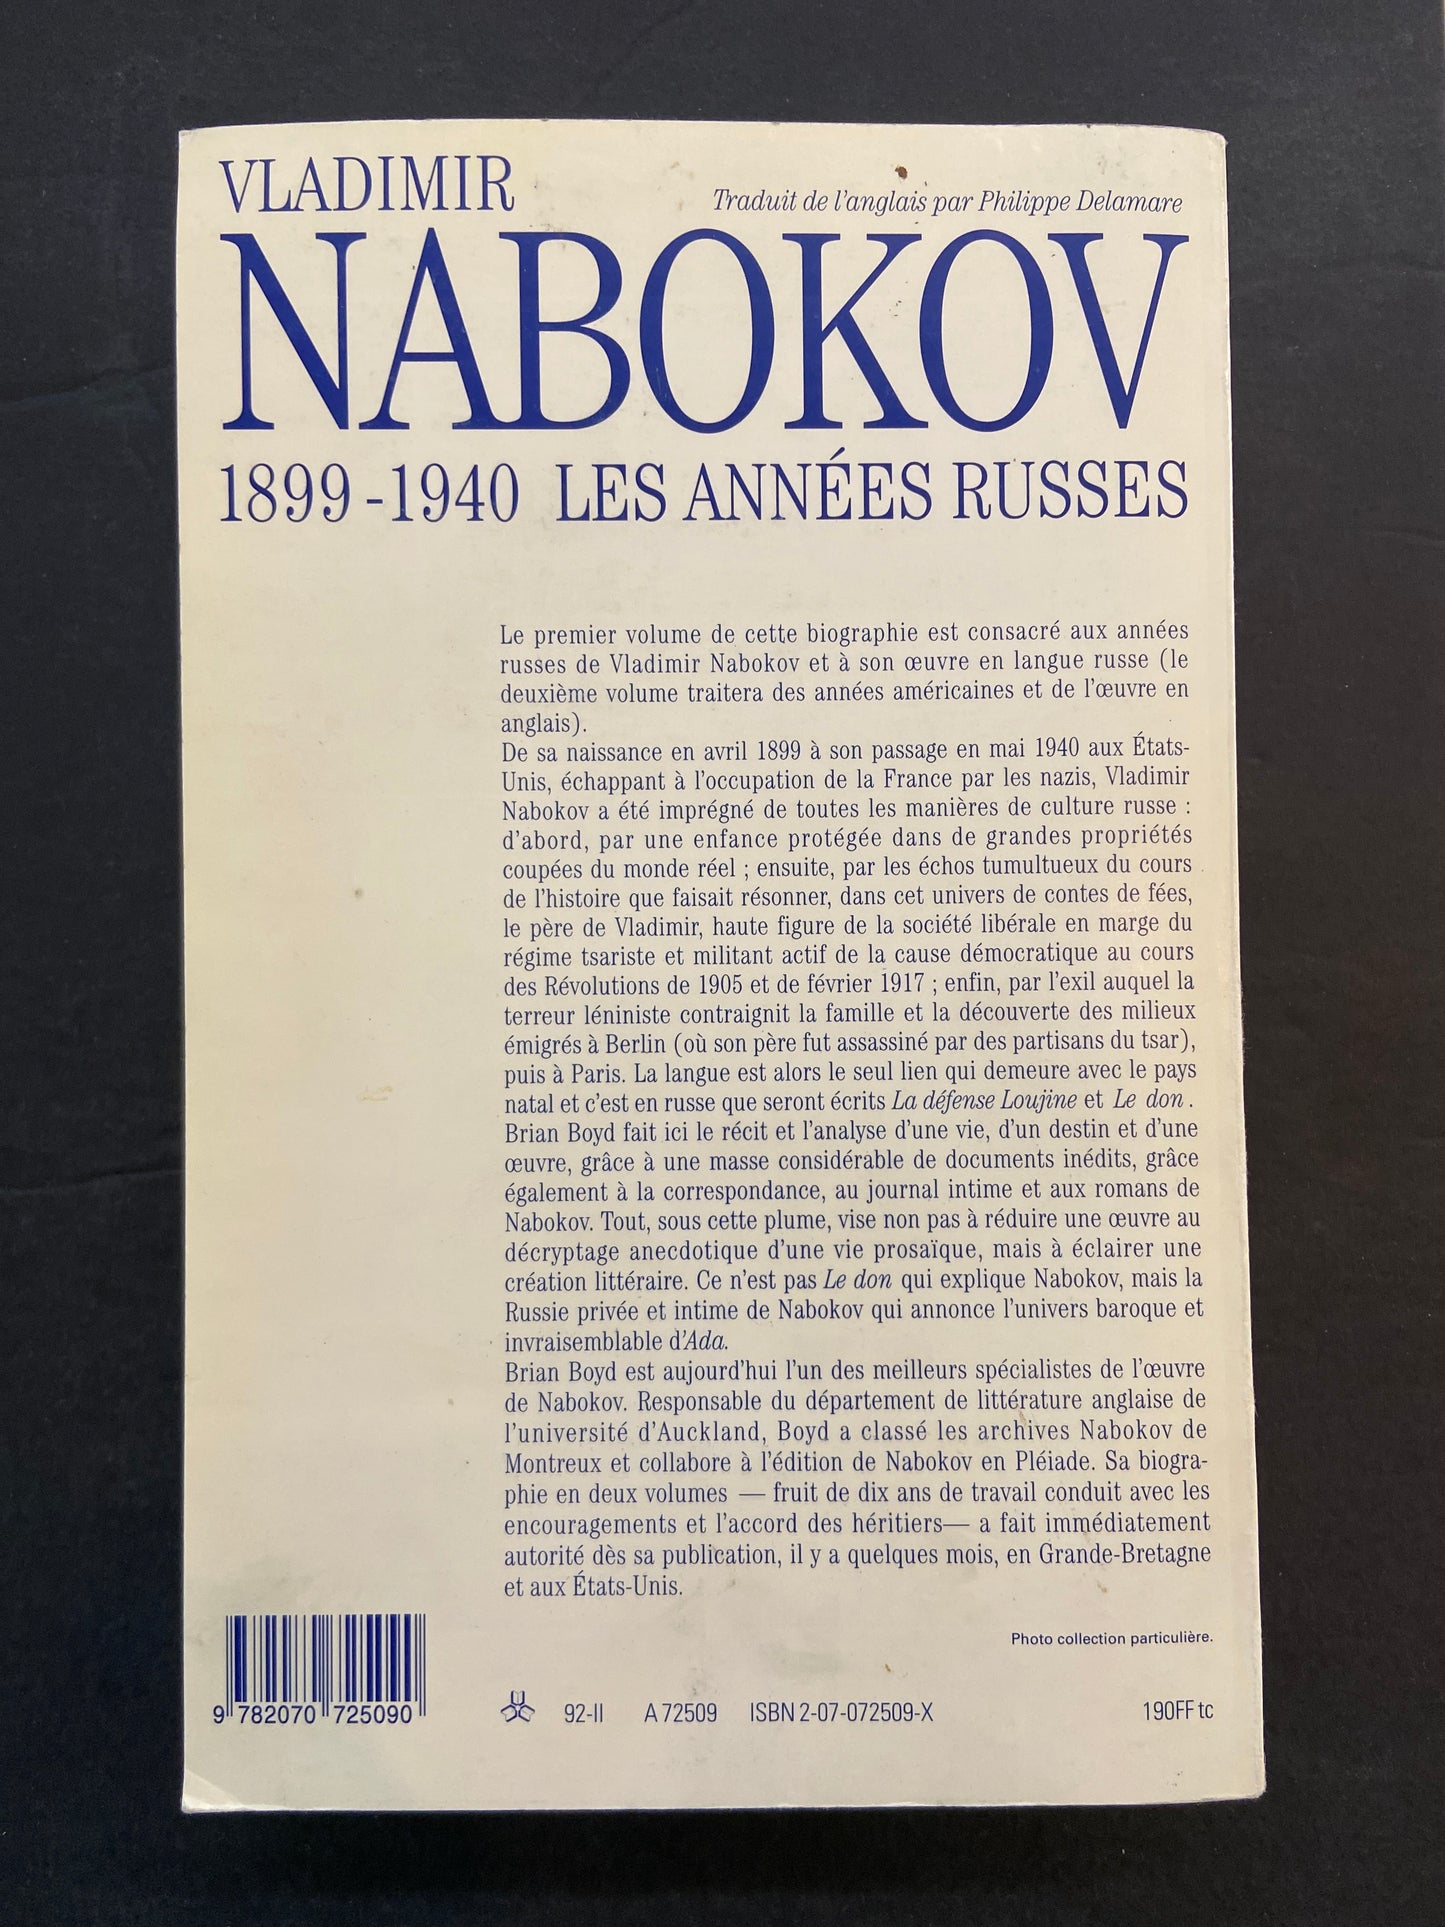 VLADIMIR
Traduit de l'anglais par Philippe Delamare
NABOKOV
1899-1940 LES ANNÉES RUSSES
Le premier volume de cette biographie est consacré aux années
russes de Vladimir Nabokov et à son œuvre en langue russe (le
deuxième volume traitera des années américaines et de l'œuvre en
anglais).
De sa naissance en avril 1899 à son passage en mai 1940 aux États-
Unis, échappant à l'occupation de la France par les nazis, Vladimir
Nabokov a été imprégné de toutes les manières de culture russe :
d'abord, par une enfance protégée dans de grandes propriétés
coupées du monde réel ; ensuite, par les échos tumultueux du cours
de l'histoire que faisait résonner, dans cet univers de contes de fées,
le père de Vladimir, haute figure de la société libérale en marge du
régime tsariste et militant actif de la cause démocratique au cours
des Révolutions de 1905 et de février 1917 ; enfin, par l'exil auquel la
terreur léniniste contraignit la famille et la découverte des milieux
émigrés à Berlin (où son père fut assassiné par des partisans du tsar),
puis à Paris. La langue est alors le seul lien qui demeure avec le pays
natal et c'est en russe que seront écrits La défense Loujine et Le don.
Brian Boyd fait ici le récit et l'analyse d'une vie, d'un destin et d'une
œuvre, grâce à une masse considérable de documents inédits, grâce
également à la correspondance, au journal intime et aux romans de
Nabokov. Tout, sous cette plume, vise non pas à réduire une œuvre au
décryptage anecdotique d'une vie prosaïque, mais à éclairer une
création littéraire. Ce n'est pas Le don qui explique Nabokov, mais la
Russie privée et intime de Nabokov qui annonce l'univers baroque et
invraisemblable d'Ada.
Brian Boyd est aujourd'hui l'un des meilleurs spécialistes de l'œuvre
de Nabokov. Responsable du département de littérature anglaise de
l'université d'Auckland, Boyd a classé les archives Nabokov de
Montreux et collabore à l'édition de Nabokov en Pléiade. Sa biogra-
phie en deux volumes — fruit de dix ans de travail conduit avec les
encouragements et l'accord des héritiers— a fait immédiatement
autorité dès sa publication, il y a quelques mois, en Grande-Bretagne
et aux États-Unis.
Photo collection particulière.
9 782070 725090
92-II A 72509 ISBN 2-07-072509-X 190FF tc